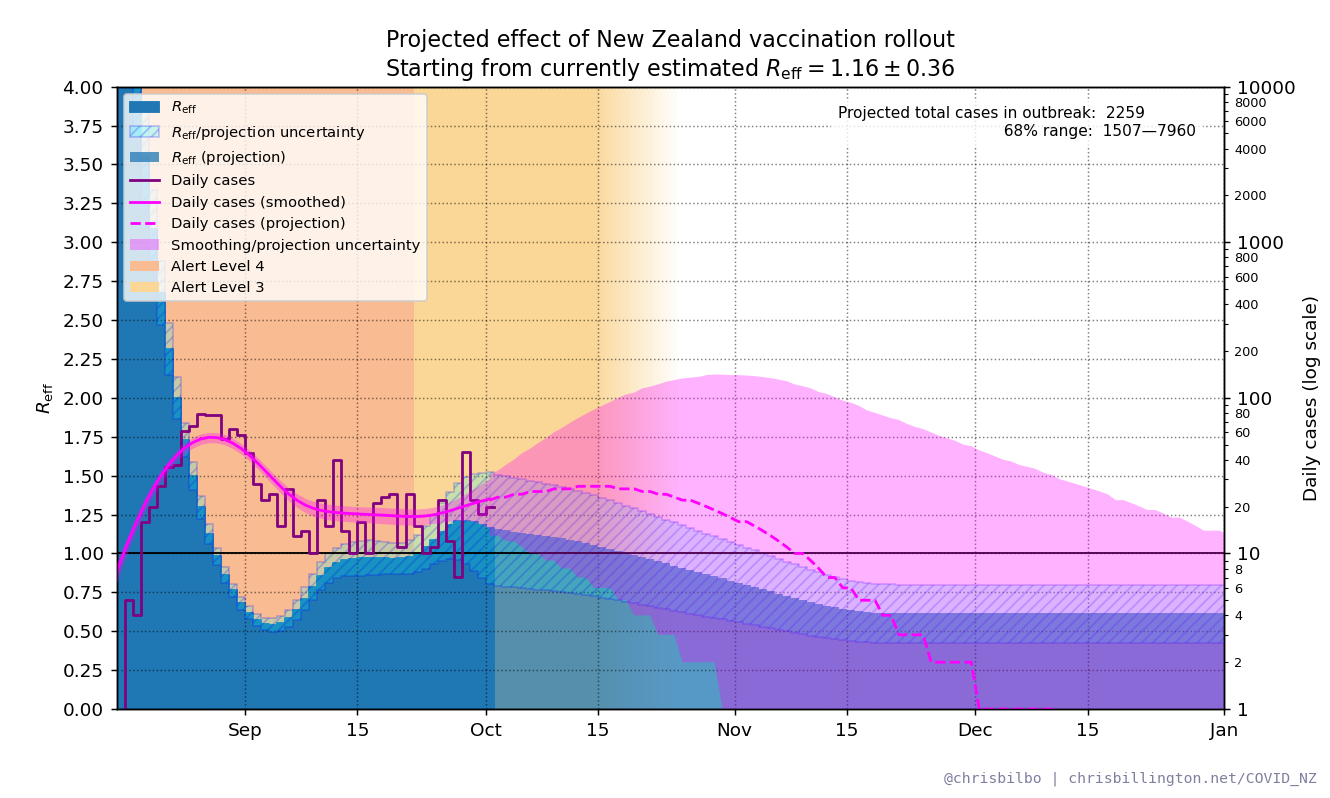 Projected effect of New Zealand vaccination rollout
Starting from currently estimated R_eff = 1.16 ± 0.36
Projected total cases in outbreak: 2259
68% range: 1507—7960
R_eff
R_eff/projection uncertainty
R_eff (projection)
Daily cases
Daily cases (smoothed)
Daily cases (projection)
Smoothing/projection uncertainty
Alert Level 4
Alert Level 3
R_eff
4.00
3.75
3.50
3.25
3.00
2.75
2.50
2.25
2.00
1.75
1.50
1.25
1.00
0.75
0.50
0.25
0.00
10000
8000
6000
4000
2000
1000
800
600
400
200
100
80
60
40
20
10
8
6
4
2
1
Daily cases (log scale)
Sep 15 Oct 15 Nov 15 Dec 15 Jan
@chrisbilbo | chrisbillington.net/COVID_NZ